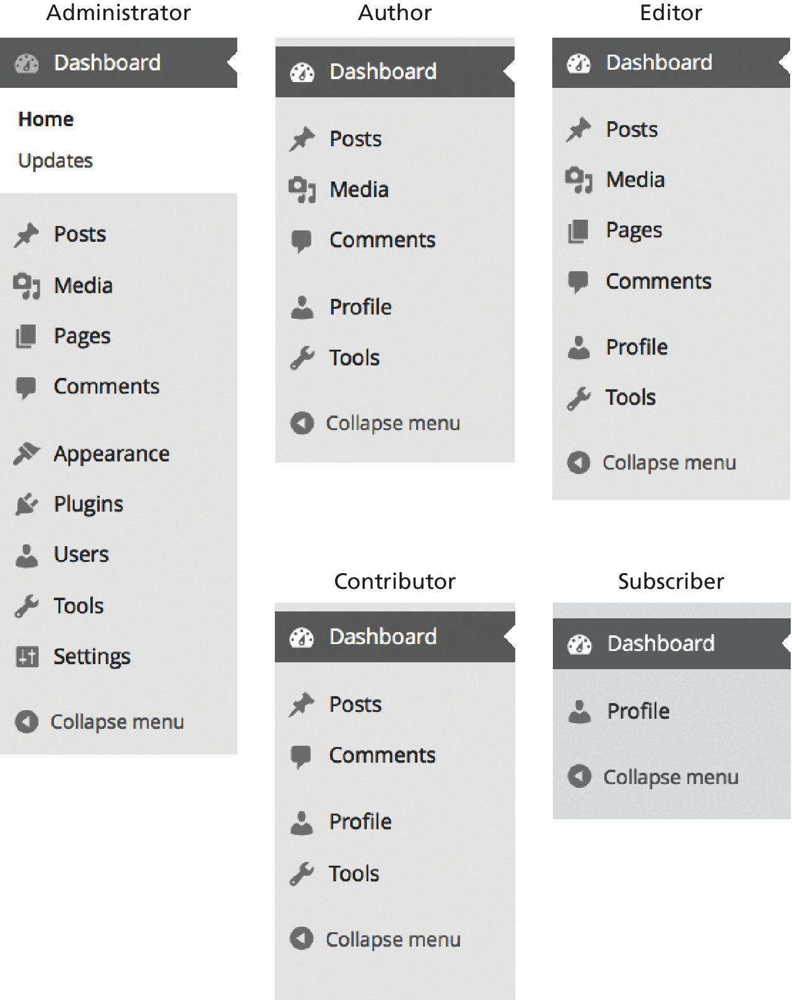 Administrator
Dashboard
Home
Updates
Posts
Media
Pages
Comments
Appearance
Plugins
Users
Tools
Settings
Collapse menu
Author
Dashboard
Posts
Media
Comments
Profile
Tools
Collapse menu
Editor
Dashboard
Posts
Media
Pages
Comments
Profile
Tools
Collapse menu
Contributor
Dashboard
Posts
Comments
Profile
Tools
Collapse menu
Subscriber
Dashboard
Profile
Collapse menu